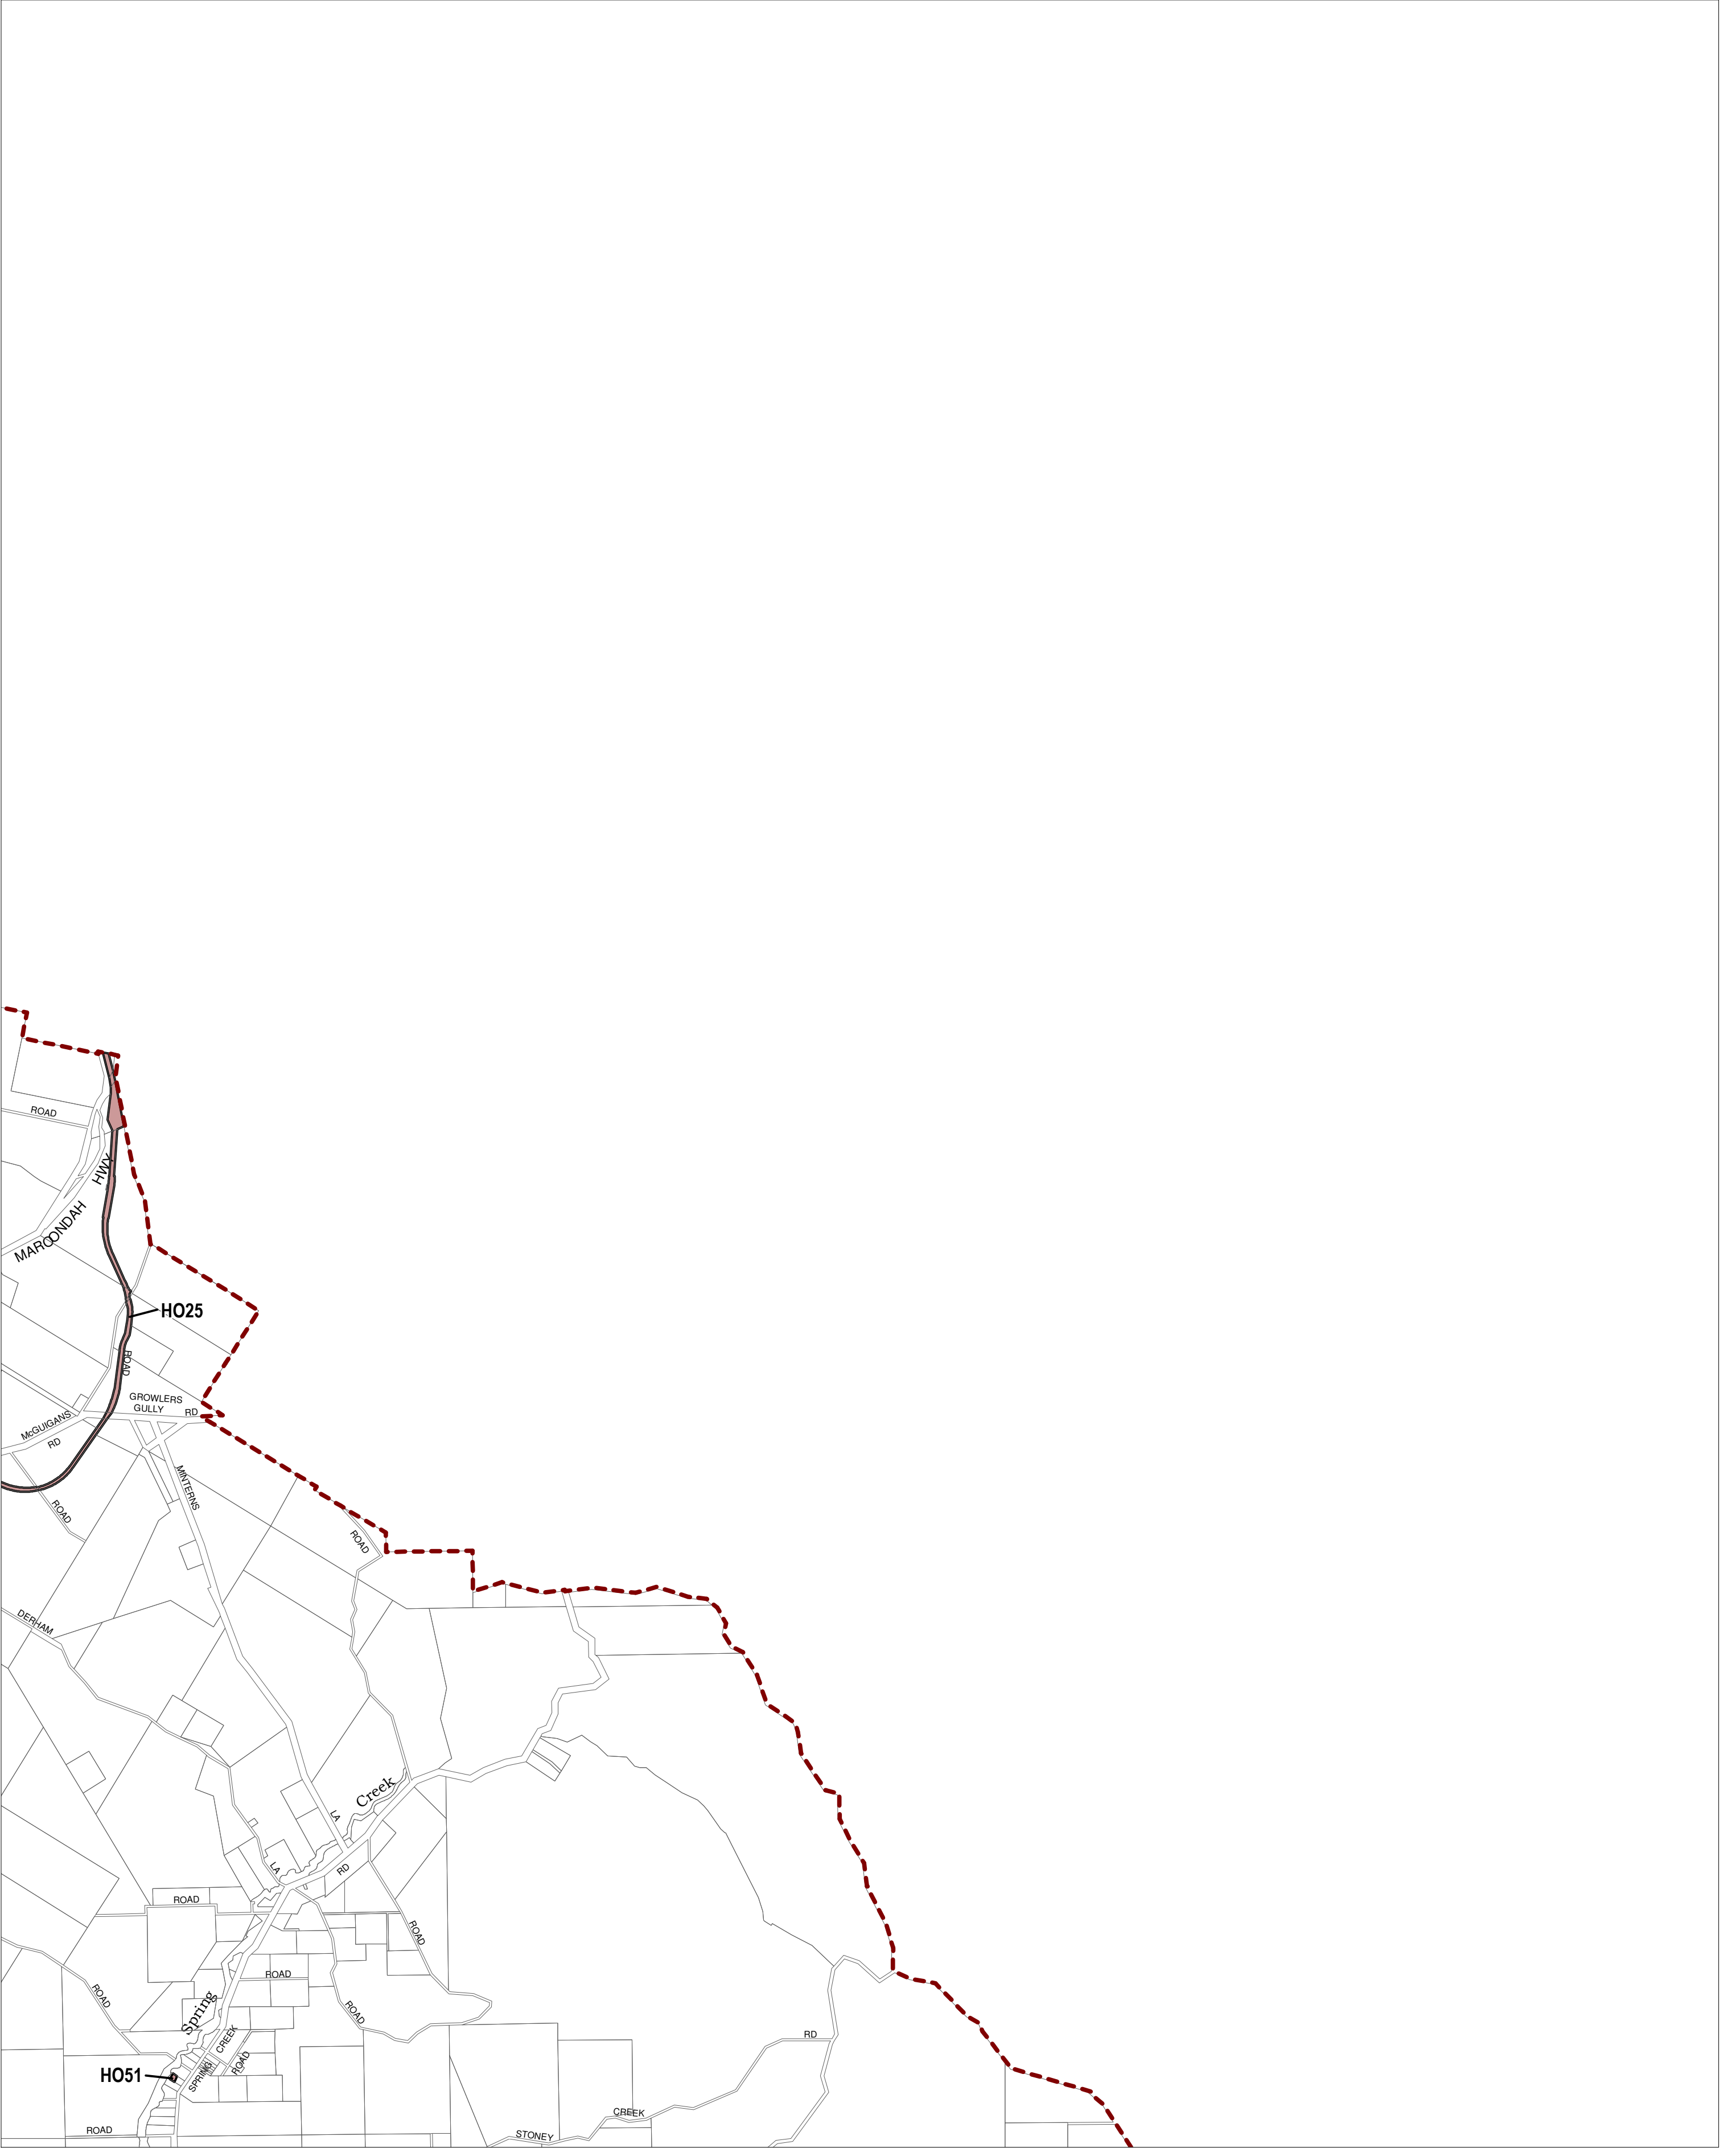 ROAD
HWY
MAROONDAH
HO25
ROAD
GROWLERS
GULLY RD
McGUIGANS
RD
MINTERNS
ROAD
ROAD
DERHAM
Creek
LA
LA
RD
ROAD
ROAD
ROAD
ROAD
ROAD
Spring
CREEK
RD
ROAD
HO51
SPRING
CREEK
ROAD
STONEY